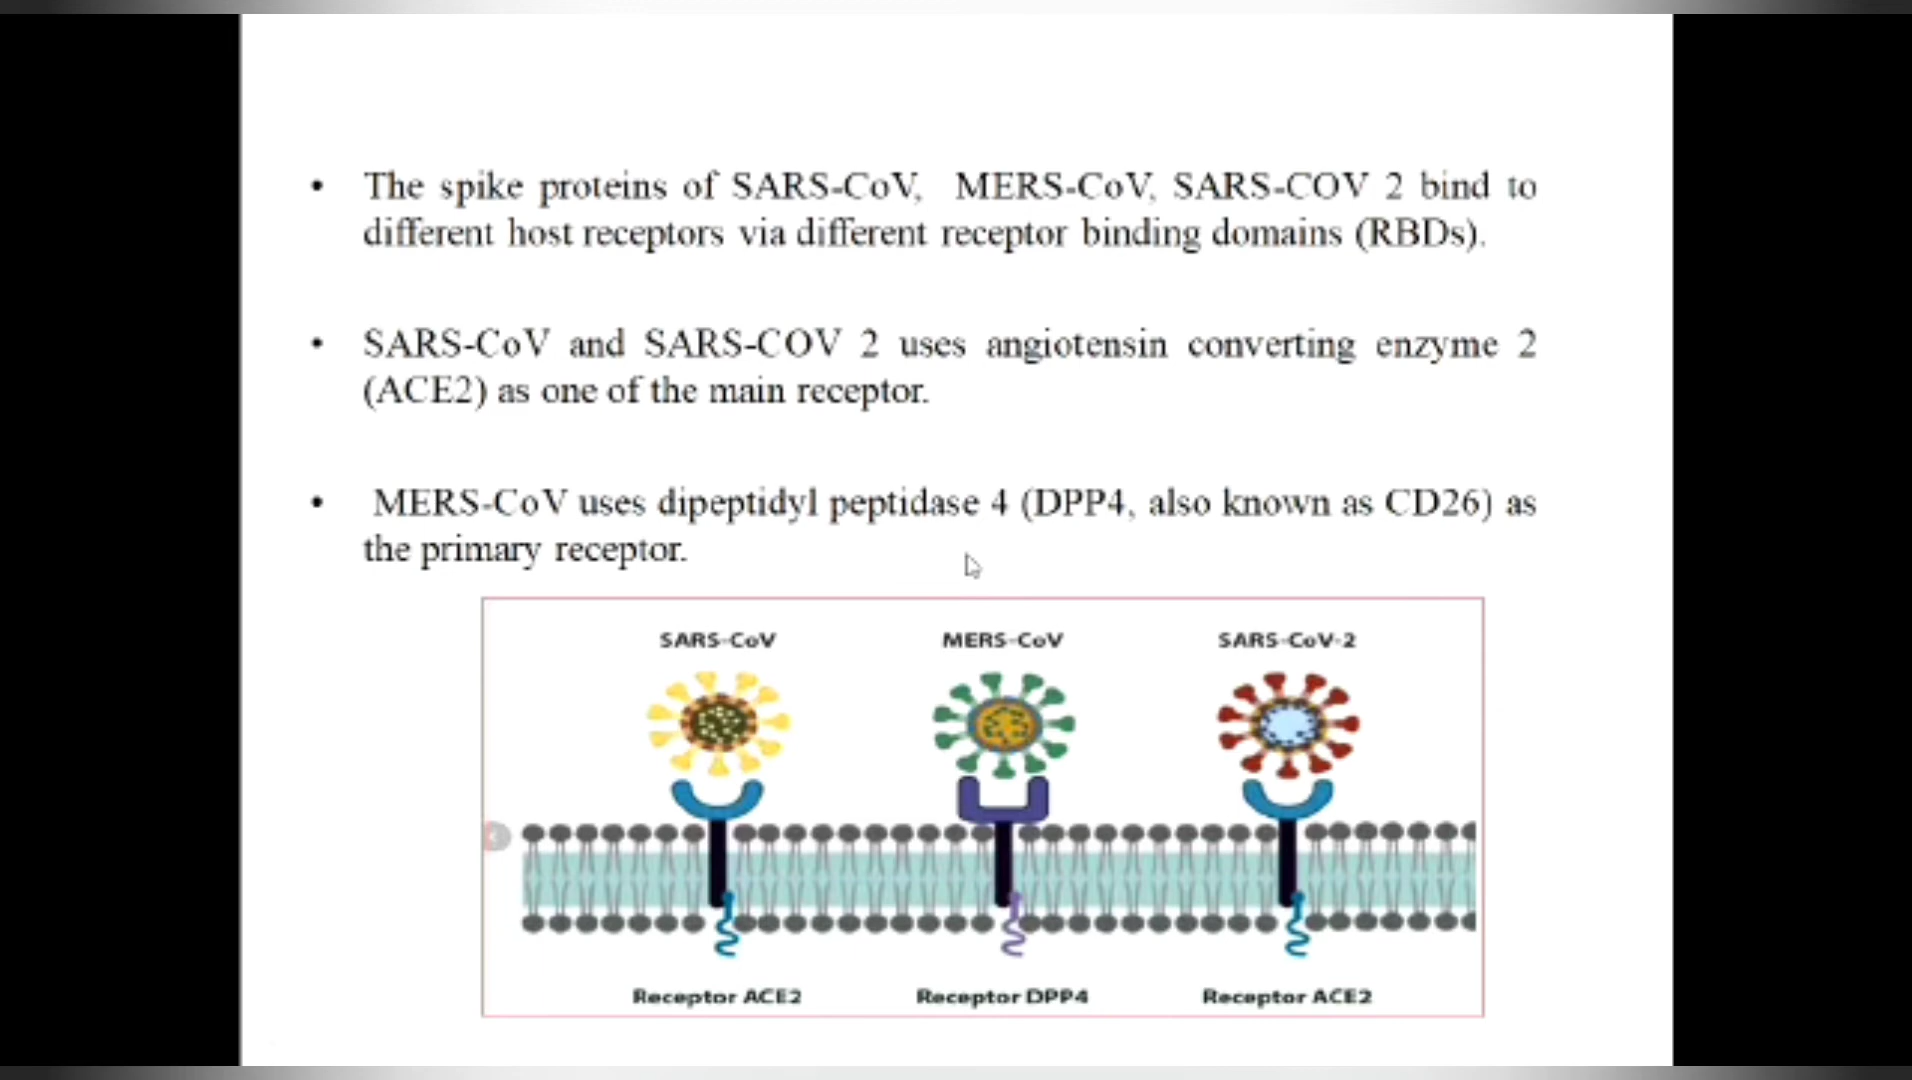 • The spike proteins of SARS-CoV, MERS-CoV, SARS-COV 2 bind to
different host receptors via different receptor binding domains (RBDs).
• SARS-CoV and SARS-COV 2 uses angiotensin converting enzyme 2
(ACE2) as one of the main receptor.
• MERS-CoV uses dipeptidyl peptidase 4 (DPP4, also known as CD26) as
the primary receptor.
SARS-CoV MERS-CoV SARS-CoV-2
Receptor ACE2 Receptor DPP4 Receptor ACE2